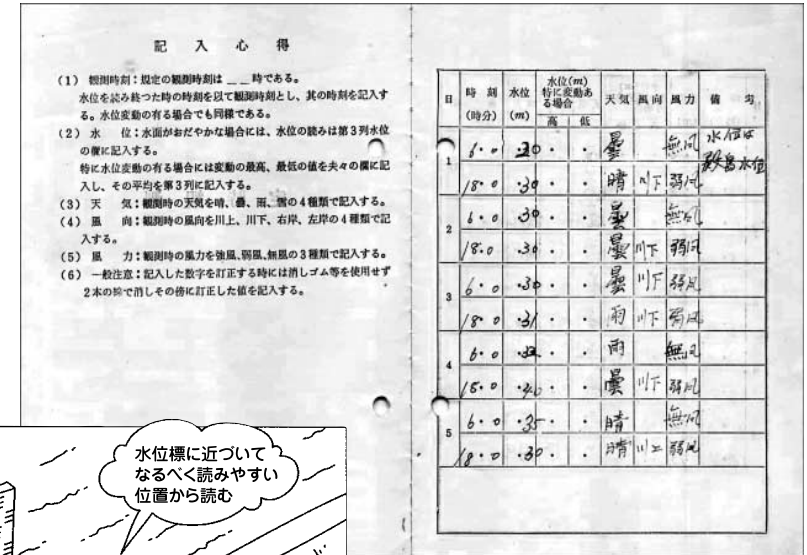 記入心得
(1) 観測時刻：規定の観測時刻は＿＿時である。
水位を読み終つた時の時刻を以て観測時刻とし、其の時刻を記入す
る。水位変動の有る場合でも同様である。
(2) 水位：水面がおだやかな場合には、水位の読みは第3列水位
の欄に記入する。
特に水位変動の有る場合には変動の最高、最低の値を夫々の欄に記
入し、その平均を第3列に記入する。
(3) 天気：観測時の天気を晴、曇、雨、雪の4種類で記入する。
(4) 風向：観測時の風向を川上、川下、右岸、左岸の4種類で記
入する。
(5) 風力：観測時の風力を強風、弱風、無風の3種類で記入する。
(6) 一般注意：記入した数字を訂正する時には消しゴム等を使用せず
2本の線で消しその傍に訂正した値を記入する。
日 時刻(時分) 水位(m) 水位(m)特に変動ある場合 高 低 天気 風向 風力 備
1 6・0 ・30 ・ ・ 曇 無風 水位は
水位
18・0 ・30 ・ ・ 晴 川下 弱風
2 6・0 ・30 ・ ・ 曇 無風
18・0 ・30 ・ ・ 曇 川下 弱風
3 6・0 ・30 ・ ・ 曇 川下 弱風
18・0 ・31 ・ ・ 雨 川下 弱風
4 6・0 ・ ・ 雨 無風
18・0 ・40 ・ ・ 曇 川下 弱風
5 6・0 ・35 ・ ・ 晴 無風
18・0 ・30 ・ ・ 晴 川上 弱風
水位標に近づいて
なるべく読みやすい
位置から読む